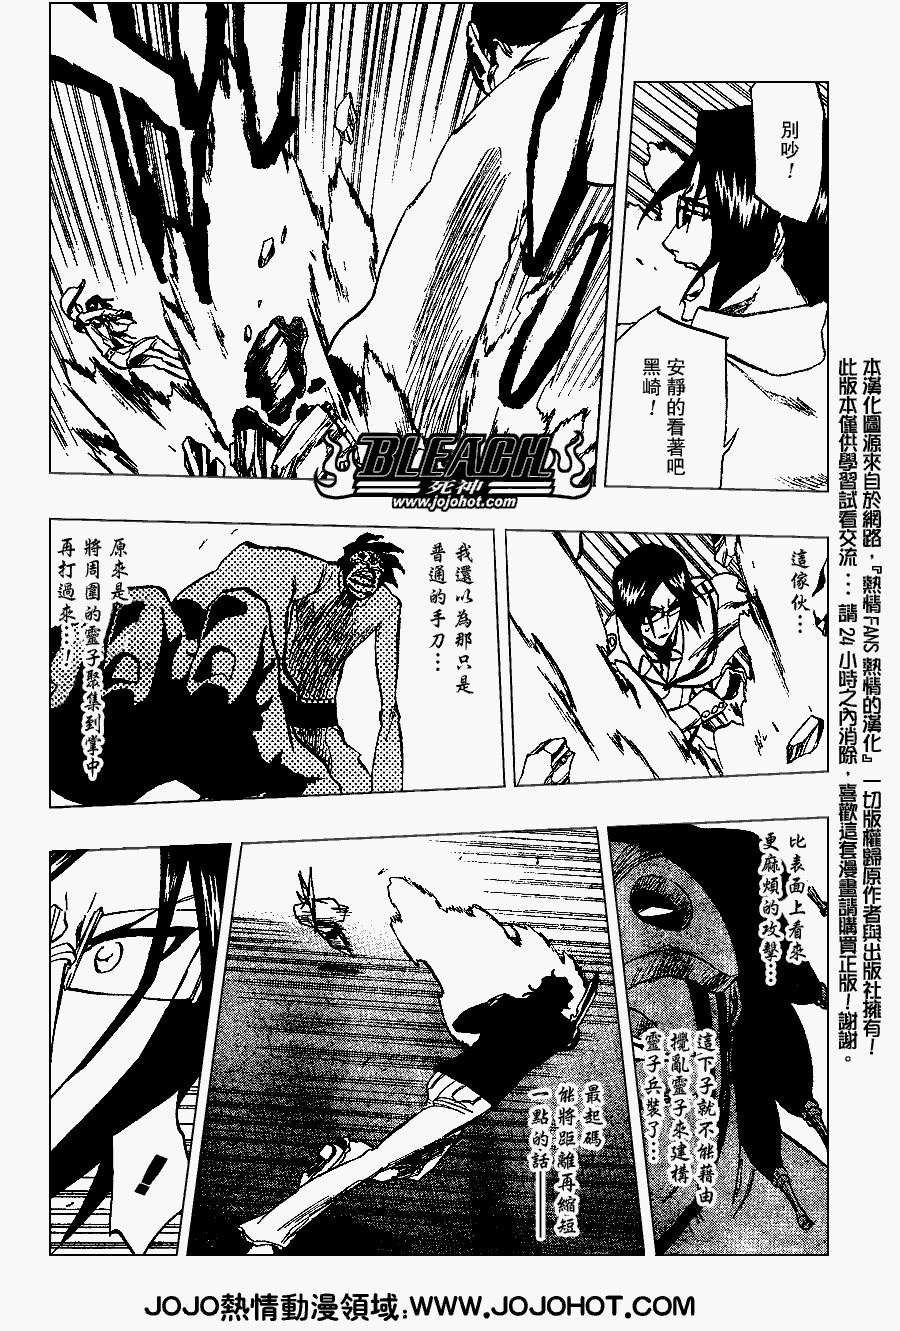 別吵！
安靜的看著吧
黑崎！
BLEACH
死神
www.jojohot.com
這傢伙…
我還以為那只是
普通的手刀…
原來是
將周圍的靈子聚集到掌中
再打過來…！
比表面上看來
更麻煩的攻擊…
這下子就不能藉由
攪亂靈子來建構
靈子兵裝了…
最起碼
能將距離再縮短
一點的話——
！
本漢化圖源來自於網路，『熱情FANS 熱情的漢化』一切版權歸原作者與出版社擁有！
此版本僅供學習試看交流… 請 24 小時之內消除，喜歡這套漫畫請購買正版！謝謝。
JOJO熱情動漫領域:WWW.JOJOHOT.COM